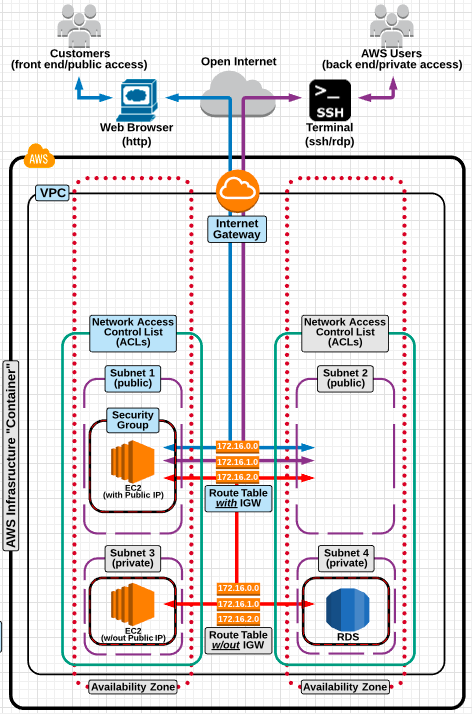 Customers
(front end/public access)
AWS Users
(back end/private access)
Open Internet
>_
SSH
Web Browser
(http)
Terminal
(ssh/rdp)
AWS
VPC
Internet
Gateway
Network Access
Control List
(ACLs)
Network Access
Control List
(ACLs)
Subnet 1
(public)
Subnet 2
(public)
Security
Group
EC2
(with Public IP)
172.16.0.0
172.16.1.0
172.16.2.0
Route Table
with IGW
AWS Infrasructure "Container"
Subnet 3
(private)
Subnet 4
(private)
EC2
(w/out Public IP)
172.16.0.0
172.16.1.0
172.16.2.0
Route Table
w/out IGW
RDS
Availability Zone
Availability Zone